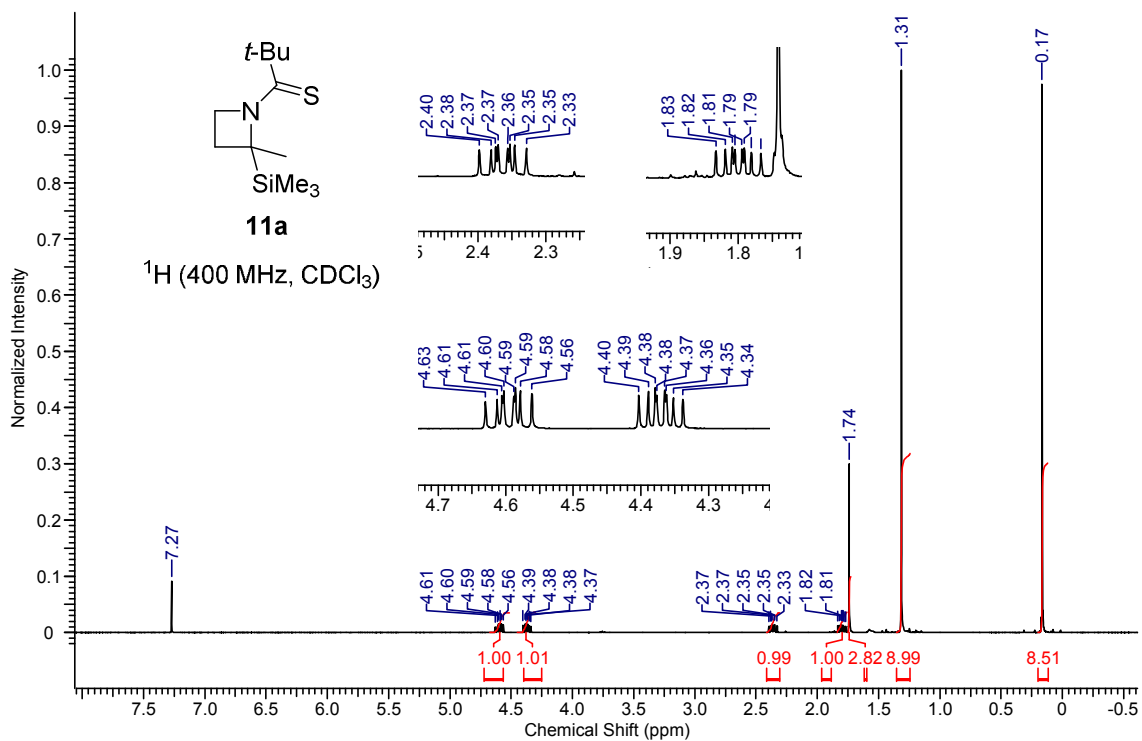 t-Bu
N
S
SiMe3
11a
1H (400 MHz, CDCl3)
2.40 2.38 2.37 2.37 2.36 2.35 2.35 2.33
2.4 2.3
1.83 1.82 1.81 1.79 1.79
1.9 1.8 1
4.63 4.61 4.61 4.60 4.59 4.59 4.58 4.56
4.40 4.39 4.38 4.38 4.37 4.36 4.35 4.34
4.7 4.6 4.5 4.4 4.3 4
7.27
4.61 4.60 4.59 4.58 4.56 4.39 4.38 4.38 4.37
2.37 2.37 2.35 2.35 2.33
1.82 1.81
1.74
1.31
0.17
1.00 1.01 0.99 1.00 2.82 8.99 8.51
Normalized Intensity
1.0
0.9
0.8
0.7
0.6
0.5
0.4
0.3
0.2
0.1
0
7.5 7.0 6.5 6.0 5.5 5.0 4.5 4.0 3.5 3.0 2.5 2.0 1.5 1.0 0.5 0 -0.5
Chemical Shift (ppm)